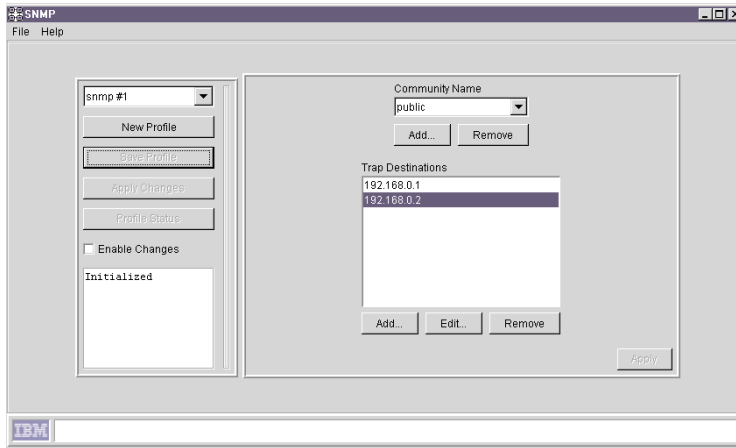 SNMP
File Help
snmp #1
New Profile
Save Profile
Apply Changes
Profile Status
Enable Changes
Initialized
Community Name
public
Add... Remove
Trap Destinations
192.168.0.1
192.168.0.2
Add... Edit... Remove
Apply
IBM